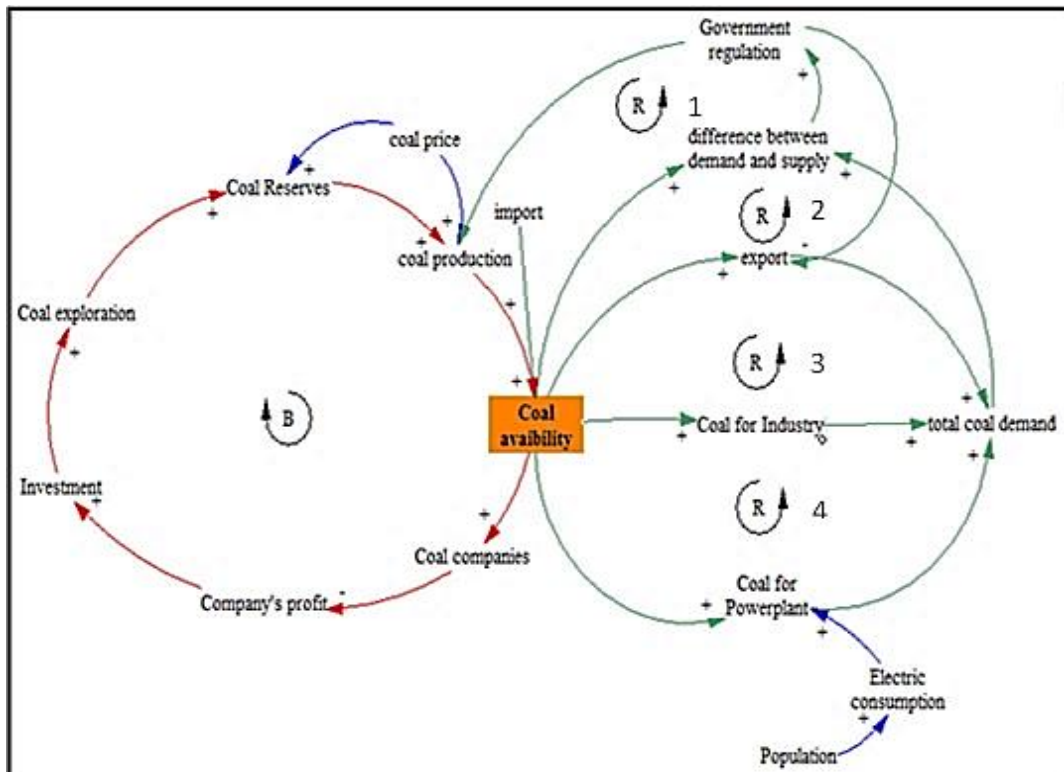 Government
regulation
+
R 1
coal price
difference between
demand and supply
+
Coal Reserves
+
+
+
+
R 2
import
+
+
coal production
-
export
+
Coal exploration
+
+
R 3
+
+
B
Coal
avaibility
Coal for Industry
+
+
total coal demand
+
Investment
+
R 4
+
Coal companies
Company's profit -
Coal for
Powerplant
+
+
Electric
consumption
+
Population